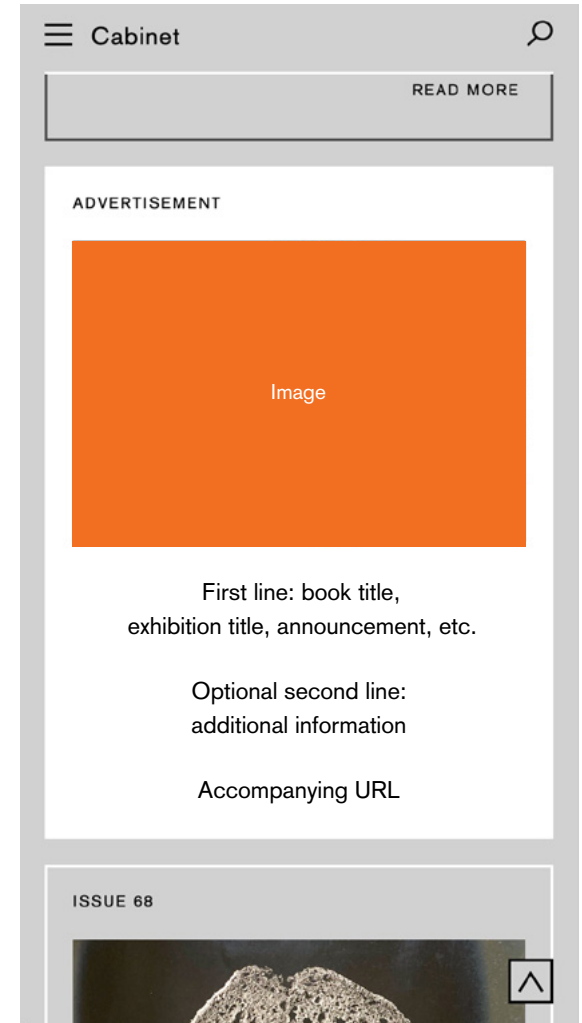 Cabinet
READ MORE
ADVERTISEMENT
Image
First line: book title,
exhibition title, announcement, etc.
Optional second line:
additional information
Accompanying URL
ISSUE 68